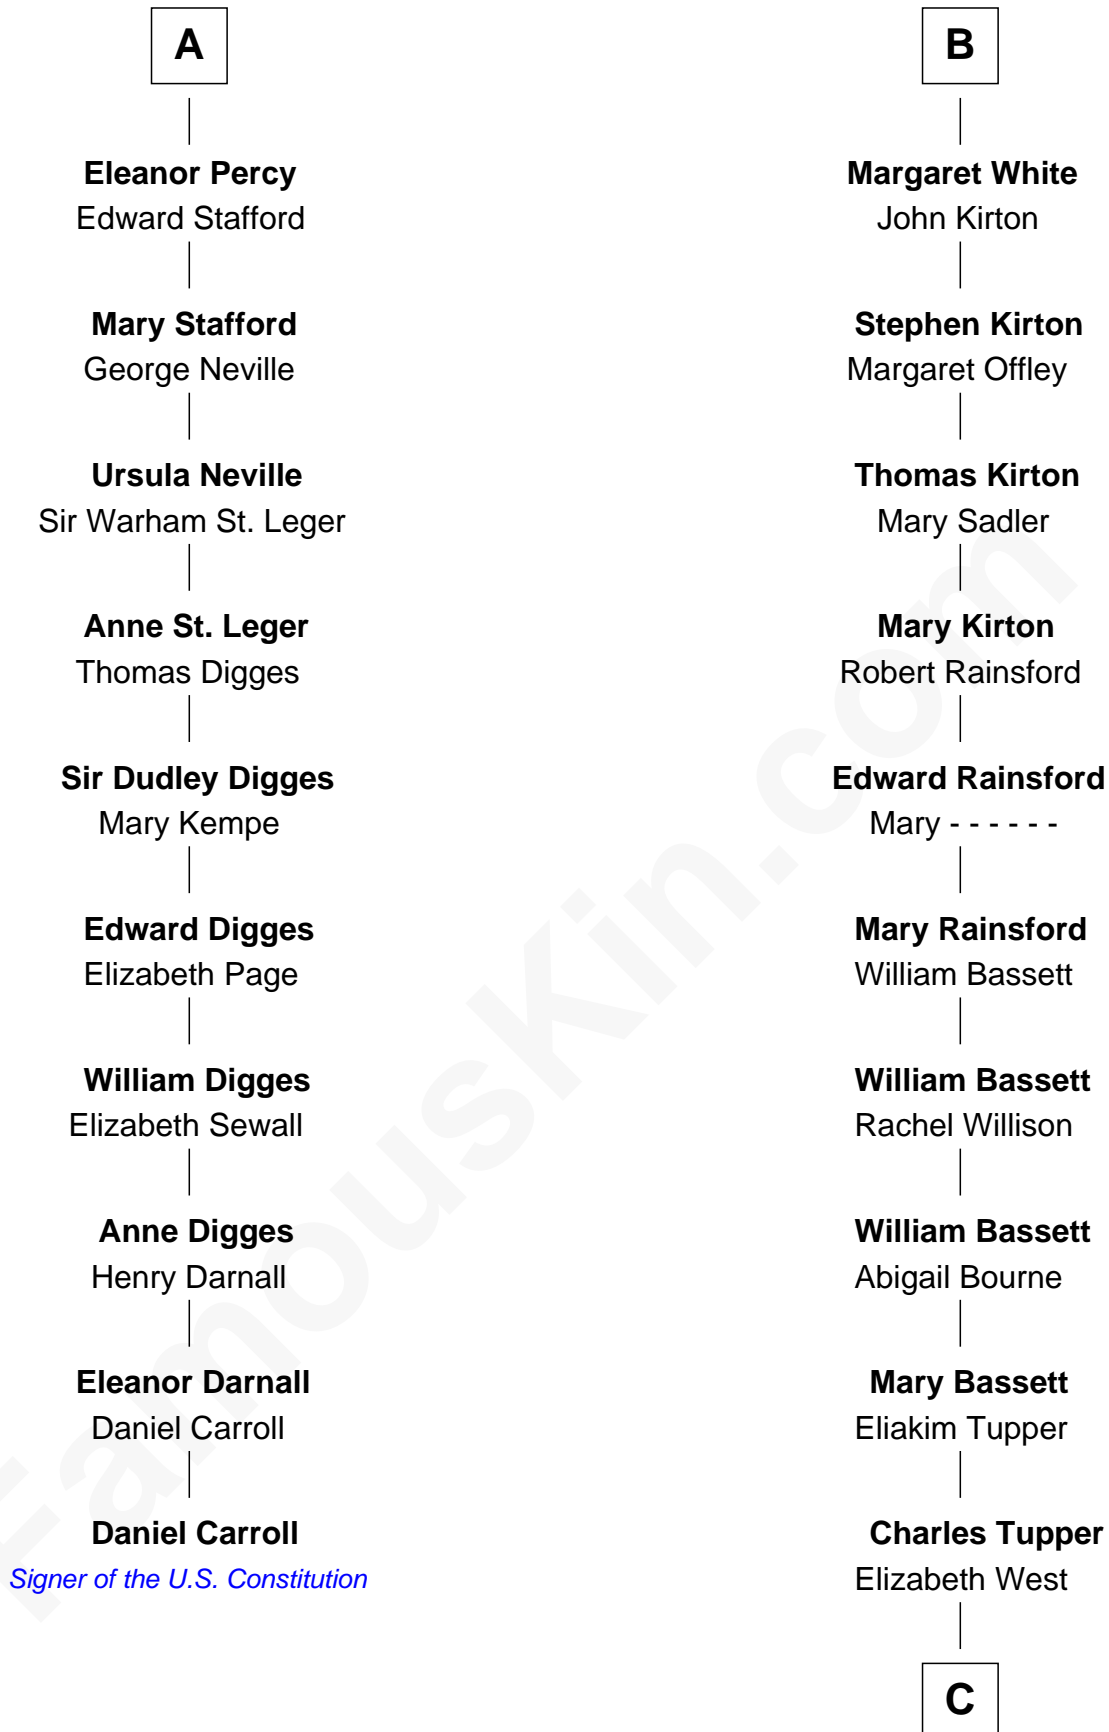 A
Eleanor Percy
Edward Stafford
Mary Stafford
George Neville
Ursula Neville
Sir Warham St. Leger
Anne St. Leger
Thomas Digges
Sir Dudley Digges
Mary Kempe
Edward Digges
Elizabeth Page
William Digges
Elizabeth Sewall
Anne Digges
Henry Darnall
Eleanor Darnall
Daniel Carroll
Daniel Carroll
Signer of the U.S. Constitution
B
Margaret White
John Kirton
Stephen Kirton
Margaret Offley
Thomas Kirton
Mary Sadler
Mary Kirton
Robert Rainsford
Edward Rainsford
Mary - - - - - -
Mary Rainsford
William Bassett
William Bassett
Rachel Willison
William Bassett
Abigail Bourne
Mary Bassett
Eliakim Tupper
Charles Tupper
Elizabeth West
C
FamousKin.com